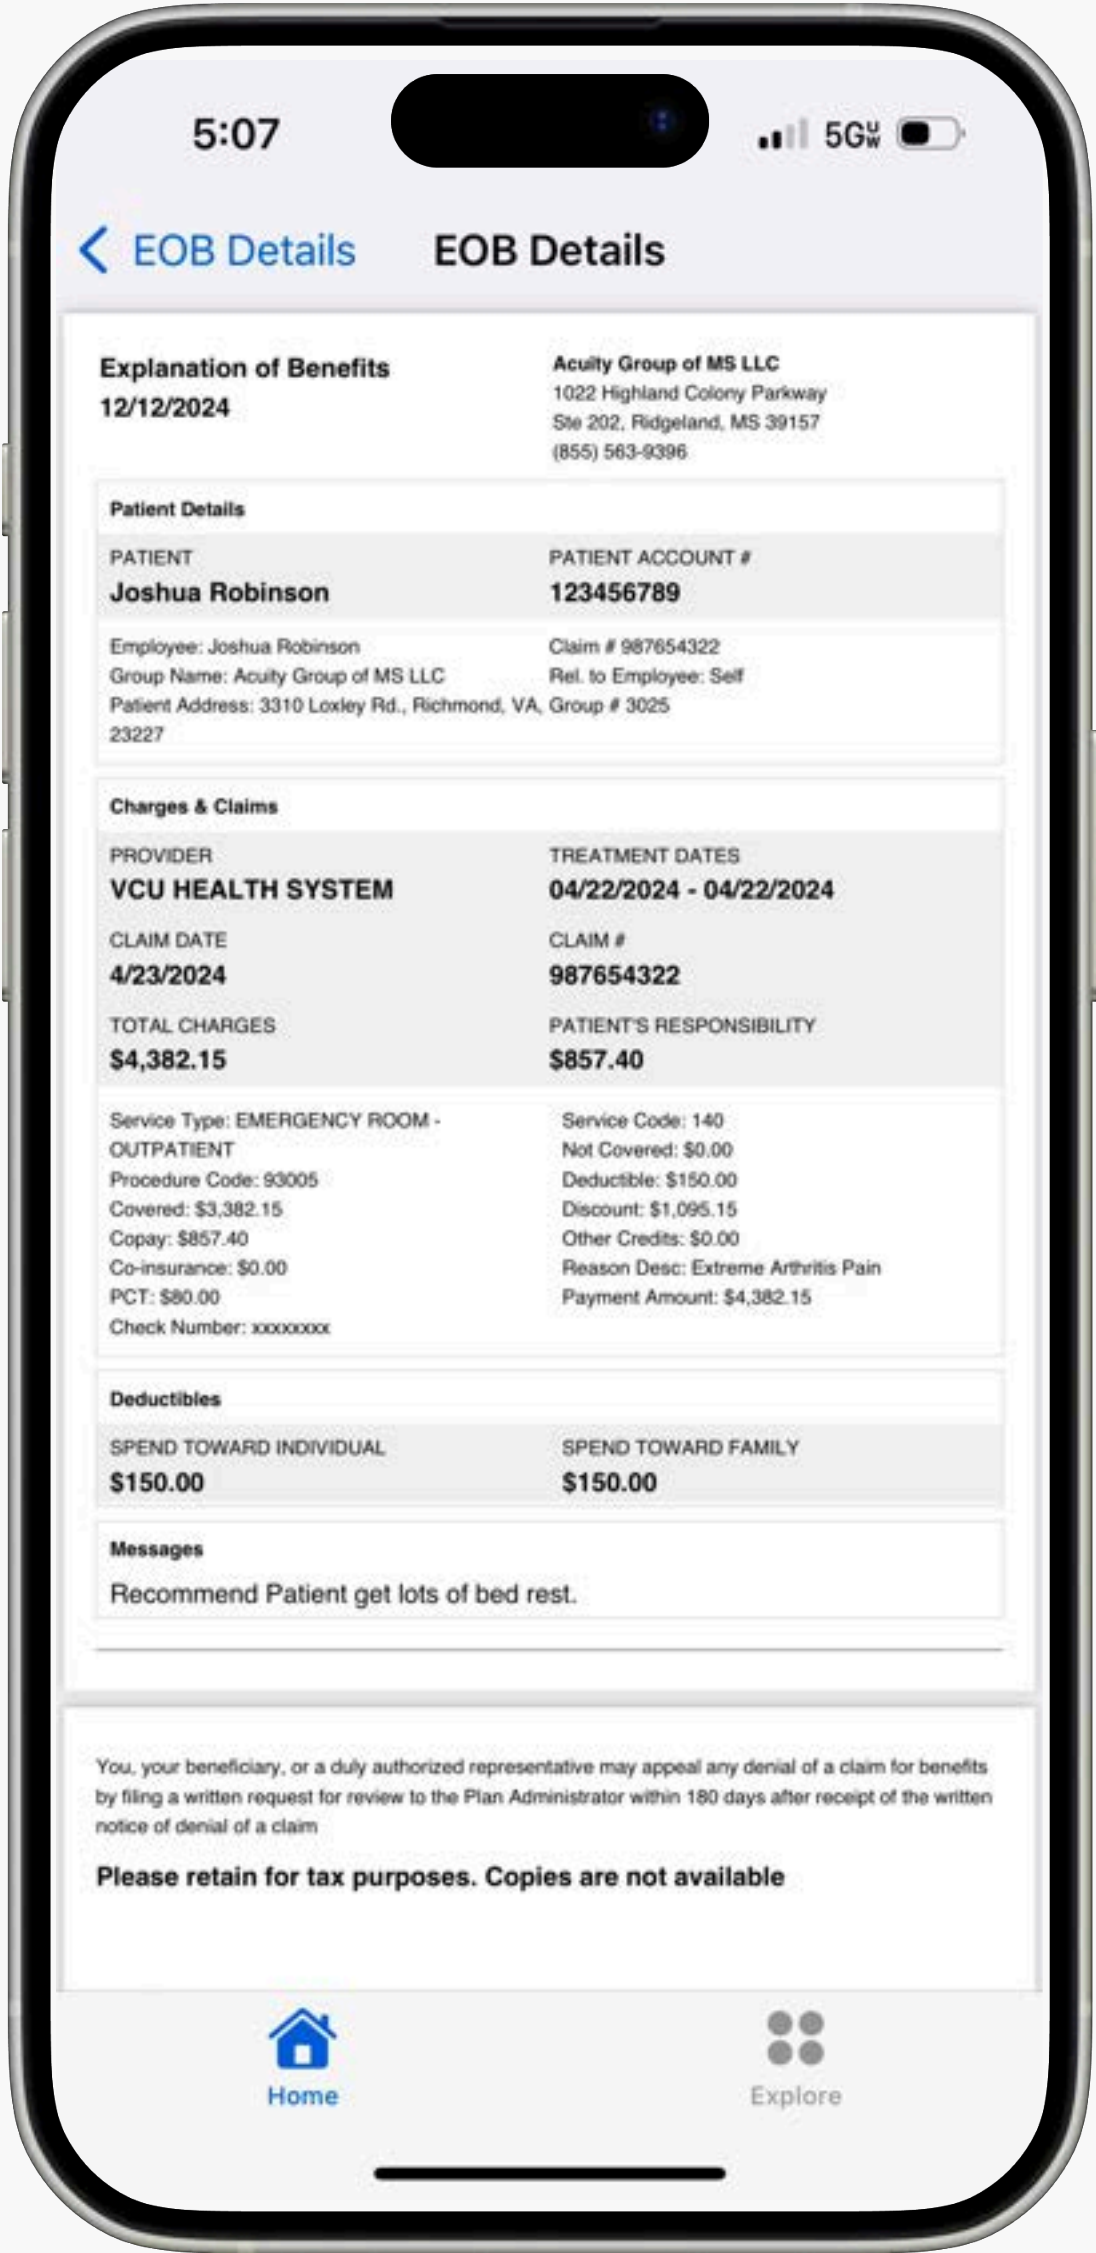 5:07
5G UW
EOB Details
EOB Details
Explanation of Benefits
12/12/2024
Acuity Group of MS LLC
1022 Highland Colony Parkway
Ste 202, Ridgeland, MS 39157
(855) 563-9396
Patient Details
PATIENT
Joshua Robinson
PATIENT ACCOUNT #
123456789
Employee: Joshua Robinson
Claim # 987654322
Group Name: Acuity Group of MS LLC
Rel. to Employee: Self
Patient Address: 3310 Loxley Rd., Richmond, VA,
23227
Group # 3025
Charges & Claims
PROVIDER
VCU HEALTH SYSTEM
TREATMENT DATES
04/22/2024 - 04/22/2024
CLAIM DATE
4/23/2024
CLAIM #
987654322
TOTAL CHARGES
$4,382.15
PATIENT'S RESPONSIBILITY
$857.40
Service Type: EMERGENCY ROOM -
OUTPATIENT
Procedure Code: 93005
Covered: $3,382.15
Copay: $857.40
Co-insurance: $0.00
PCT: $80.00
Check Number: xxxxxxxx
Service Code: 140
Not Covered: $0.00
Deductible: $150.00
Discount: $1,095.15
Other Credits: $0.00
Reason Desc: Extreme Arthritis Pain
Payment Amount: $4,382.15
Deductibles
SPEND TOWARD INDIVIDUAL
$150.00
SPEND TOWARD FAMILY
$150.00
Messages
Recommend Patient get lots of bed rest.
You, your beneficiary, or a duly authorized representative may appeal any denial of a claim for benefits
by filing a written request for review to the Plan Administrator within 180 days after receipt of the written
notice of denial of a claim
Please retain for tax purposes. Copies are not available
Home
Explore